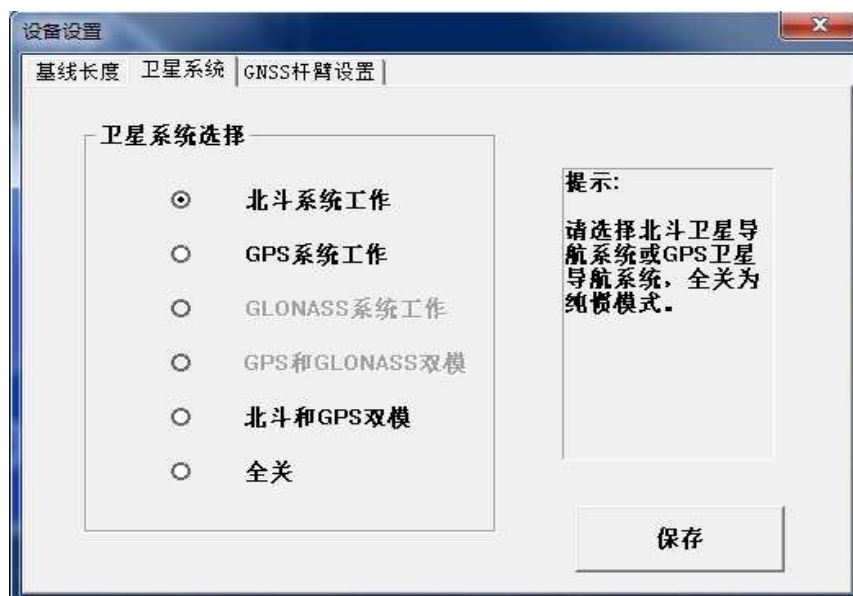 设备设置
基线长度 卫星系统 GNSS杆臂设置
卫星系统选择
北斗系统工作
GPS系统工作
GLONASS系统工作
GPS和GLONASS双模
北斗和GPS双模
全关
提示:
请选择北斗卫星导
航系统或GPS卫星
导航系统，全关为
纯惯模式。
保存